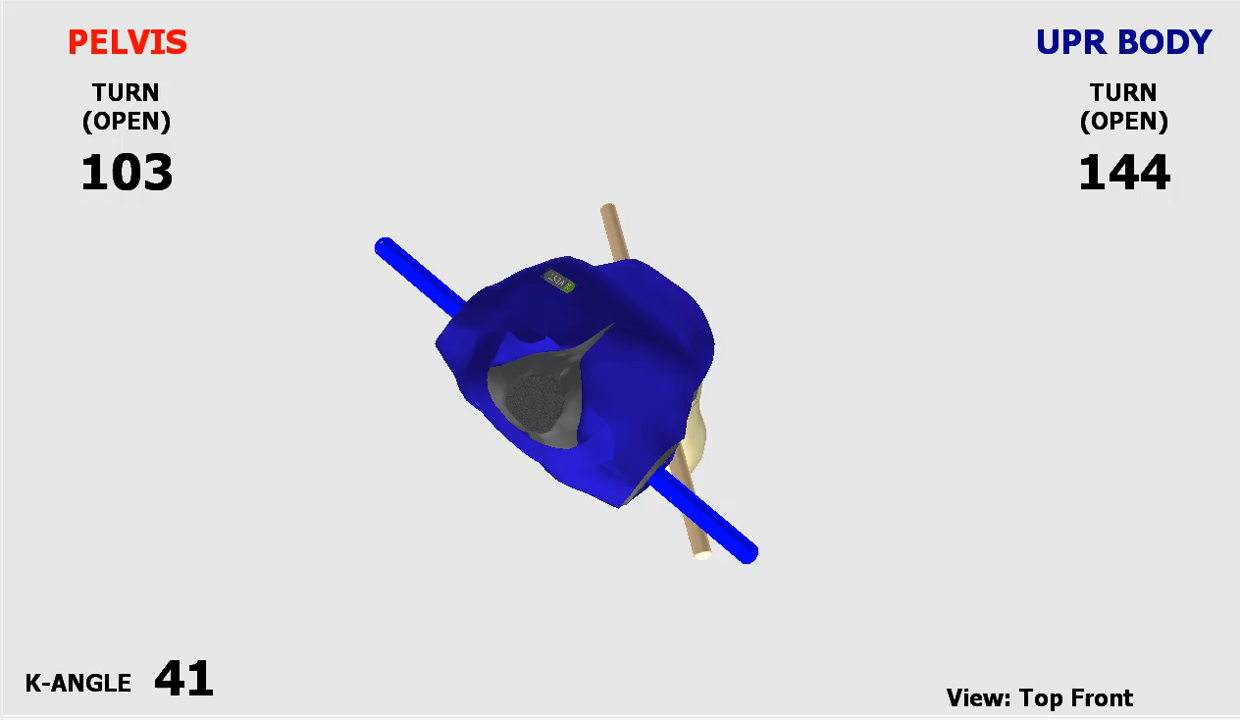 PELVIS
TURN
(OPEN)
103
UPR BODY
TURN
(OPEN)
144
K-ANGLE 41
View: Top Front